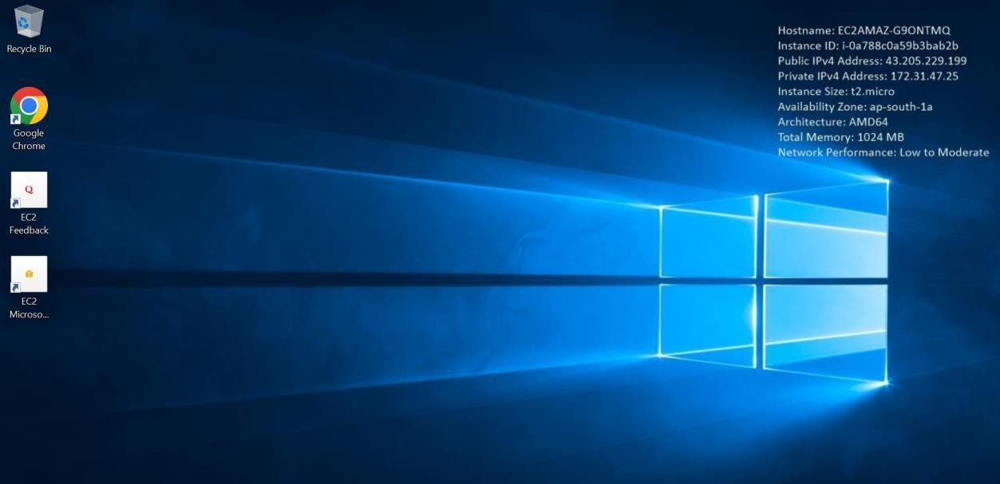 Recycle Bin
Google
Chrome
Q
EC2
Feedback
EC2
Microso...
Hostname: EC2AMAZ-G9ONTMQ
Instance ID: i-0a788c0a59b3bab2b
Public IPv4 Address: 43.205.229.199
Private IPv4 Address: 172.31.47.25
Instance Size: t2.micro
Availability Zone: ap-south-1a
Architecture: AMD64
Total Memory: 1024 MB
Network Performance: Low to Moderate